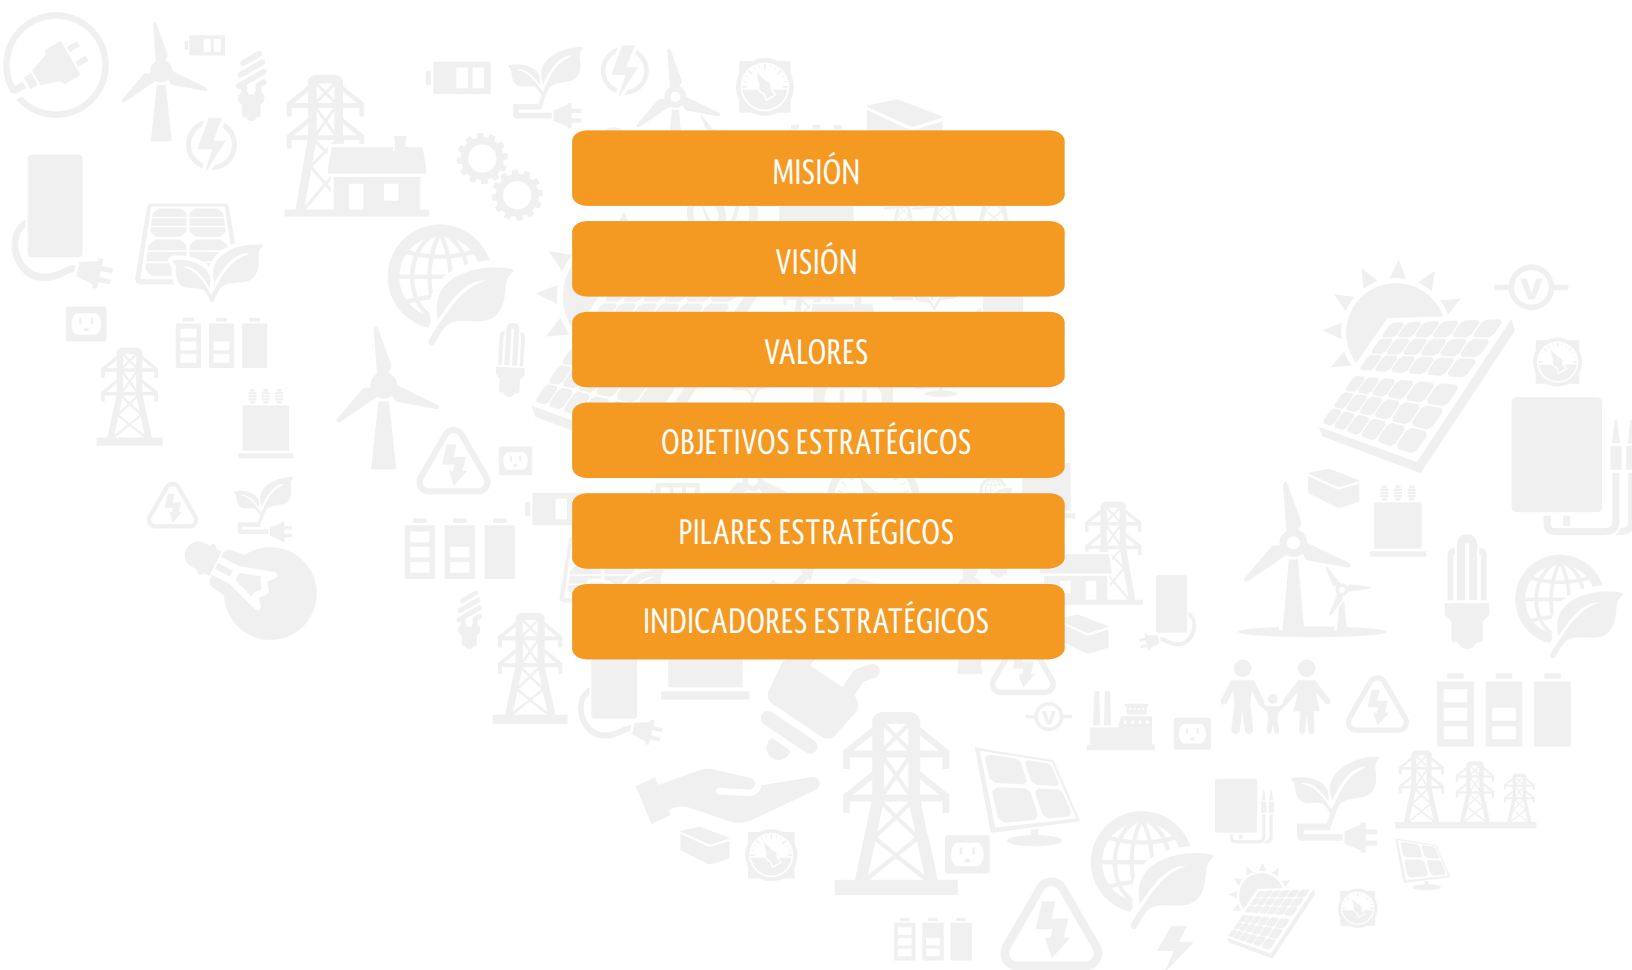 MISIÓN
VISIÓN
VALORES
OBJETIVOS ESTRATÉGICOS
PILARES ESTRATÉGICOS
INDICADORES ESTRATÉGICOS
V
V